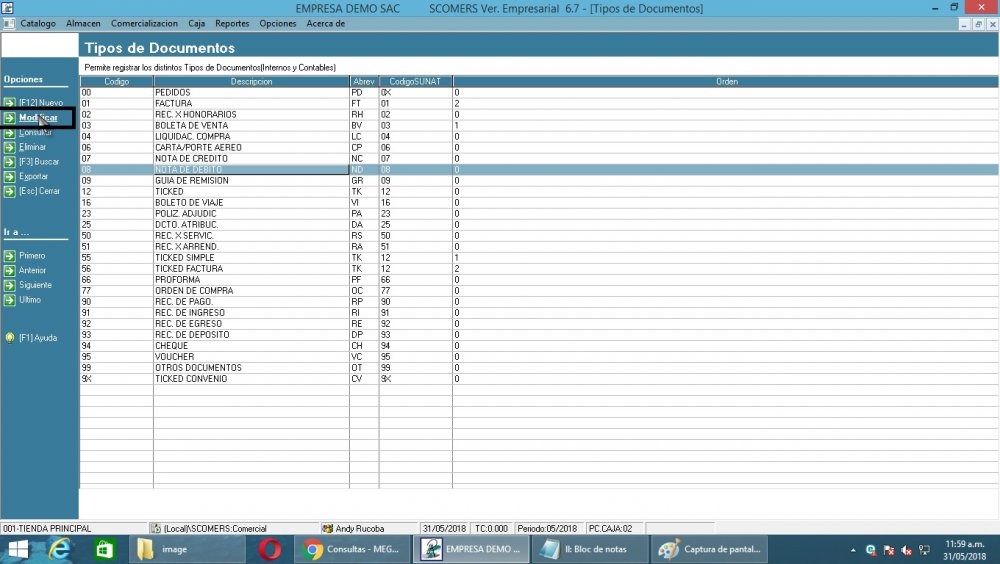 EMPRESA DEMO SAC SCOMERS Ver. Empresarial 6.7 - [Tipos de Documentos]
Catalogo Almacen Comercializacion Caja Reportes Opciones Acerca de
Tipos de Documentos
Permite registrar los distintos Tipos de Documentos(Internos y Contables)
Opciones
[F12] Nuevo
Modificar
Consultar
Eliminar
[F3] Buscar
Exportar
[Esc] Cerrar
Ir a ...
Primero
Anterior
Siguiente
Ultimo
[F1] Ayuda
Codigo Descripcion Abrev CodigoSUNAT Orden
00 PEDIDOS PD 0X 0
01 FACTURA FT 01 2
02 REC. X HONORARIOS RH 02 0
03 BOLETA DE VENTA BV 03 1
04 LIQUIDAC. COMPRA LC 04 0
06 CARTA/PORTE AEREO CP 06 0
07 NOTA DE CREDITO NC 07 0
08 NOTA DE DEBITO ND 08 0
09 GUIA DE REMISION GR 09 0
12 TICKED TK 12 0
16 BOLETO DE VIAJE VI 16 0
23 POLIZ. ADJUDIC PA 23 0
25 DCTO. ATRIBUC. DA 25 0
50 REC. X SERVIC. RS 50 0
51 REC. X ARREND. RA 51 0
55 TICKED SIMPLE TK 12 1
56 TICKED FACTURA TK 12 2
66 PROFORMA PF 66 0
77 ORDEN DE COMPRA OC 77 0
90 REC. DE PAGO. RP 90 0
91 REC. DE INGRESO RI 91 0
92 REC. DE EGRESO RE 92 0
93 REC. DE DEPOSITO DP 93 0
94 CHEQUE CH 94 0
95 VOUCHER VC 95 0
99 OTROS DOCUMENTOS OT 99 0
9X TICKED CONVENIO CV 9X 0
001-TIENDA PRINCIPAL (Local)\SCOMERS:Comercial Andy Rucoba 31/05/2018 TC:0.000 Periodo:05/2018 PC.CAJA:02
image Consultas - MEG... EMPRESA DEMO ... II: Bloc de notas Captura de pantal... 11:59 a.m.
31/05/2018